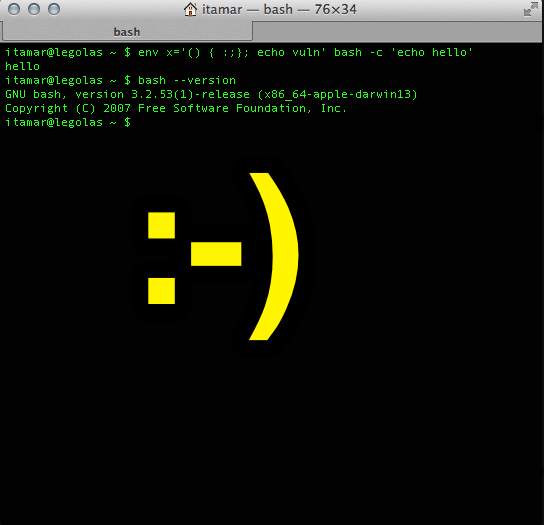 itamar — bash — 76×34
bash
itamar@legolas ~ $ env x='() { :;}; echo vuln' bash -c 'echo hello'
hello
itamar@legolas ~ $ bash --version
GNU bash, version 3.2.53(1)-release (x86_64-apple-darwin13)
Copyright (C) 2007 Free Software Foundation, Inc.
itamar@legolas ~ $
:-)